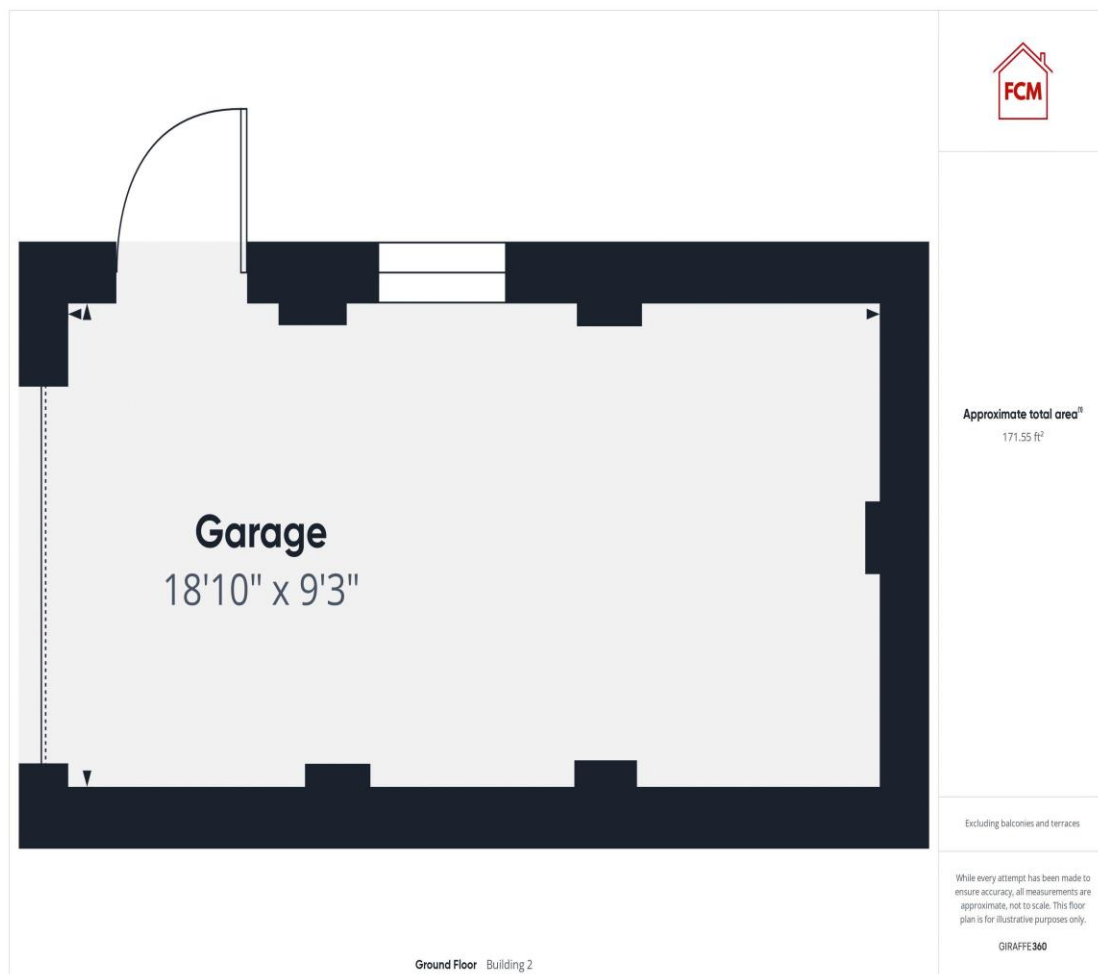 FCM
Approximate total area⁽¹⁾
171.55 ft²
Garage
18'10" x 9'3"
Excluding balconies and terraces
While every attempt has been made to
ensure accuracy, all measurements are
approximate, not to scale. This floor
plan is for illustrative purposes only.
GIRAFFE360
Ground Floor Building 2